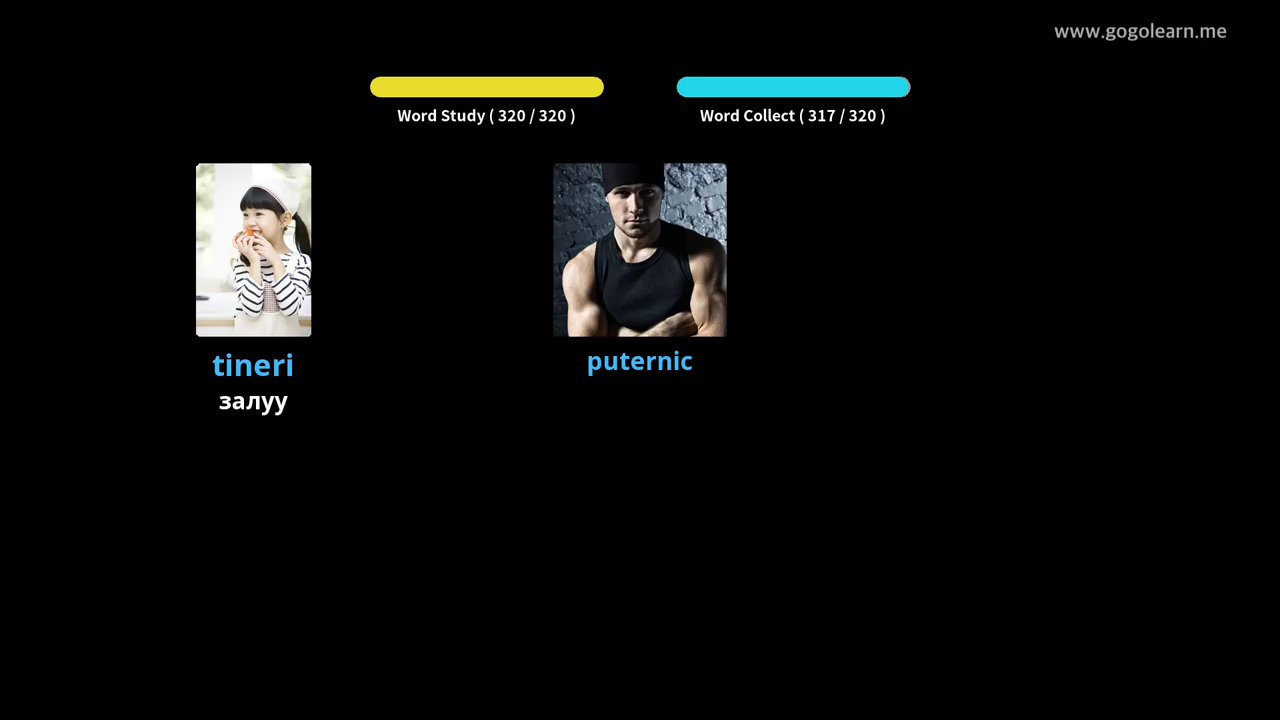 www.gogolearn.me
Word Study ( 320 / 320 )
Word Collect ( 317 / 320 )
tineri
залуу
puternic